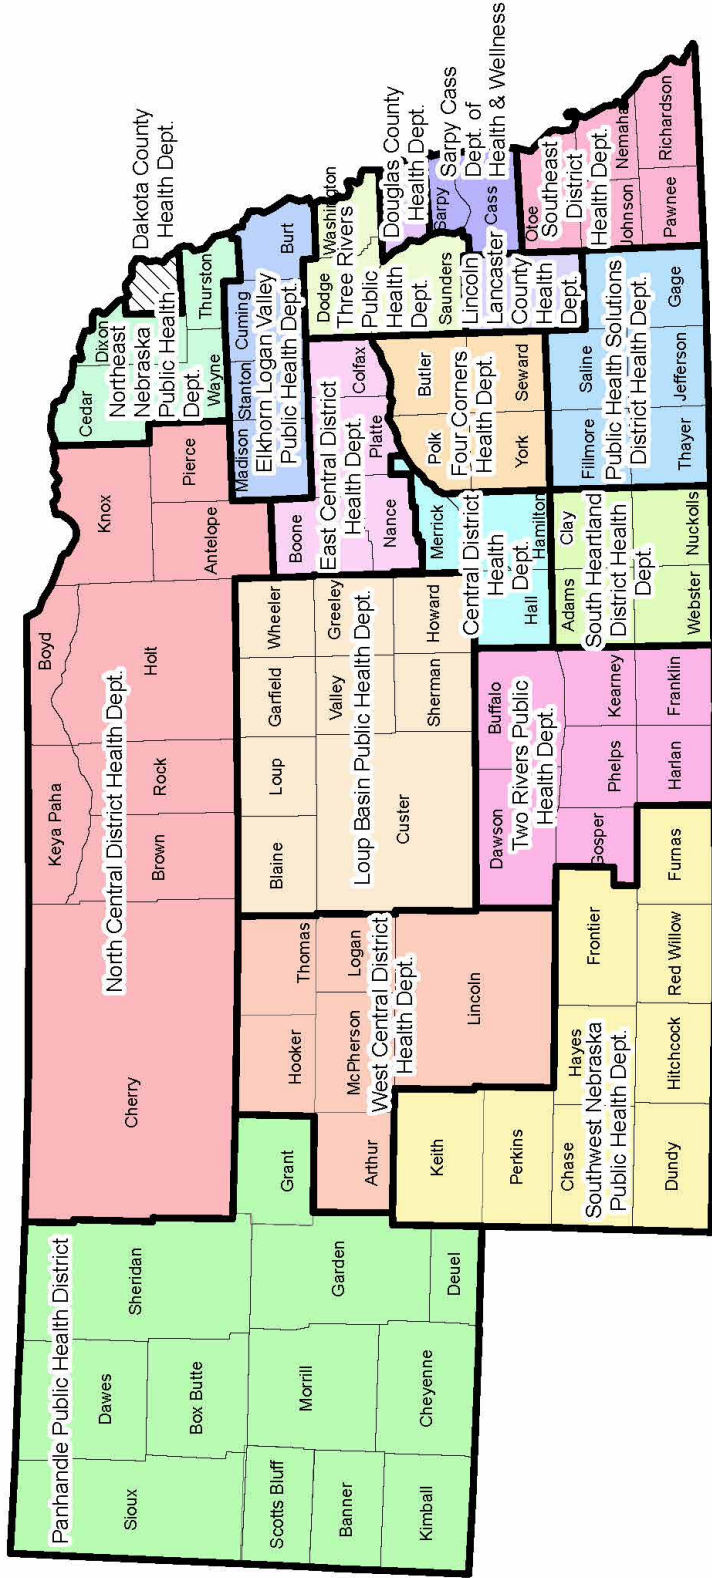 Panhandle Public Health District
Sioux
Dawes
Sheridan
Box Butte
Scotts Bluff
Morrill
Garden
Grant
Banner
Kimball
Cheyenne
Deuel
North Central District Health Dept.
Cherry
Keya Paha
Boyd
Brown
Rock
Holt
Knox
Antelope
Pierce
West Central District
Health Dept.
Hooker
Thomas
Arthur
McPherson
Logan
Lincoln
Southwest Nebraska
Public Health Dept.
Keith
Perkins
Chase
Hayes
Frontier
Dundy
Hitchcock
Red Willow
Furnas
Loup Basin Public Health Dept.
Blaine
Loup
Garfield
Wheeler
Custer
Valley
Greeley
Sherman
Howard
Two Rivers Public
Health Dept.
Dawson
Buffalo
Gosper
Phelps
Kearney
Harlan
Franklin
Northeast
Nebraska
Public Health
Dept.
Cedar
Dixon
Wayne
Thurston
Dakota County
Health Dept.
Elkhorn Logan Valley
Public Health Dept.
Madison
Stanton
Cuming
Burt
East Central District
Health Dept.
Boone
Nance
Platte
Colfax
Central District
Health
Dept.
Merrick
Hall
Hamilton
South Heartland
District Health
Dept.
Adams
Clay
Webster
Nuckolls
Four Corners
Health Dept.
Polk
Butler
York
Seward
Three Rivers
Public
Health
Dept.
Dodge
Washington
Saunders
Douglas County
Health Dept.
Sarpy Cass
Dept. of
Health & Wellness
Sarpy
Cass
Lincoln
Lancaster
County
Health
Dept.
Public Health Solutions
District Health Dept.
Fillmore
Saline
Thayer
Jefferson
Gage
Southeast
District
Health Dept.
Otoe
Johnson
Nemaha
Pawnee
Richardson